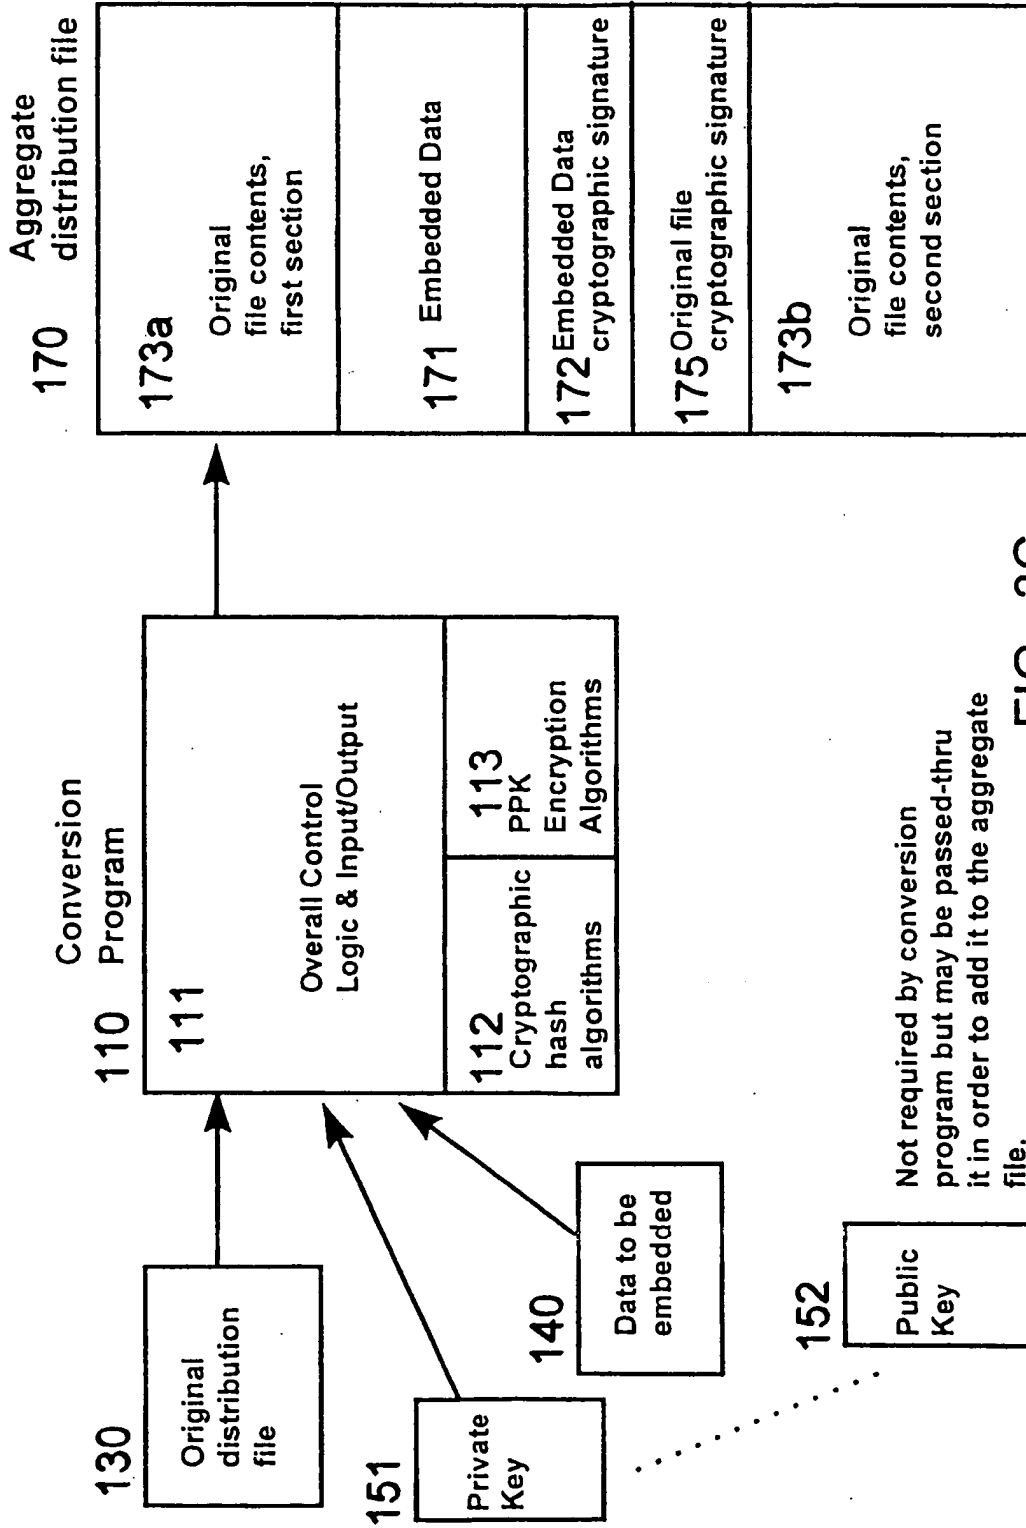 130
Original
distribution
file
151
Private
Key
140
Data to be
embedded
152
Public
Key
Not required by conversion
program but may be passed-thru
it in order to add it to the aggregate
file.
Conversion
110 Program
111
Overall Control
Logic & Input/Output
112
Cryptographic
hash
algorithms
113
PPK
Encryption
Algorithms
170
Aggregate
distribution file
173a
Original
file contents,
first section
171 Embedded Data
172 Embedded Data
cryptographic signature
175 Original file
cryptographic signature
173b
Original
file contents,
second section